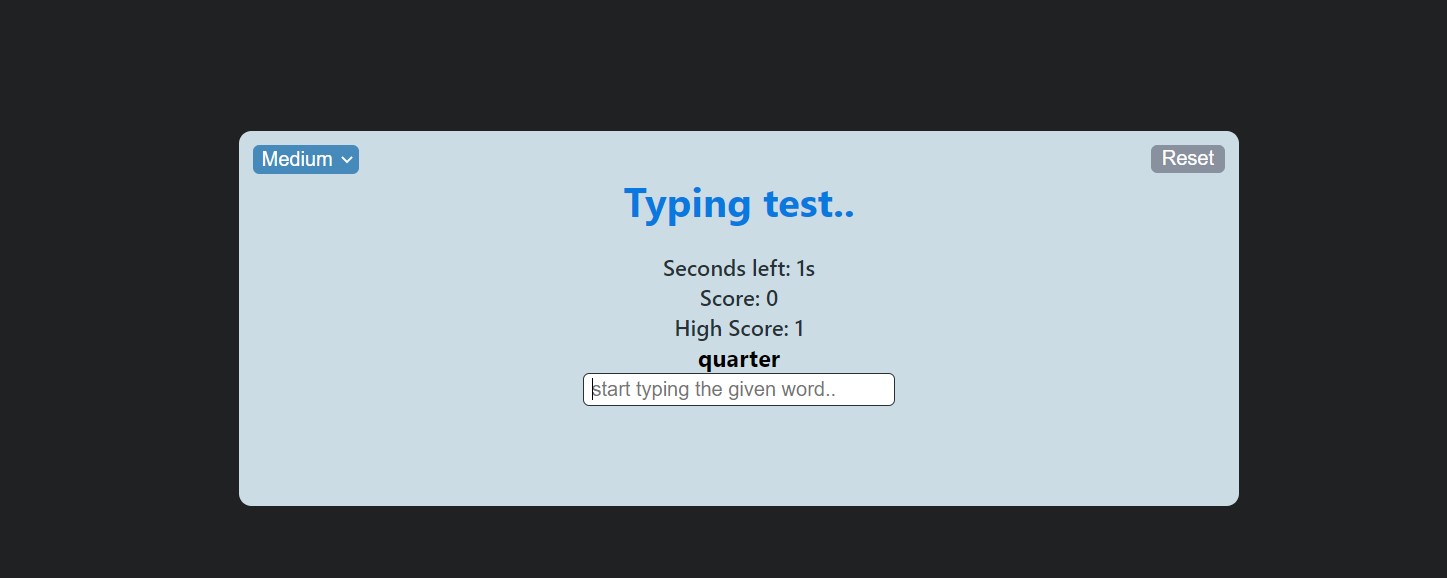 Medium
Reset
Typing test..
Seconds left: 1s
Score: 0
High Score: 1
quarter
start typing the given word..